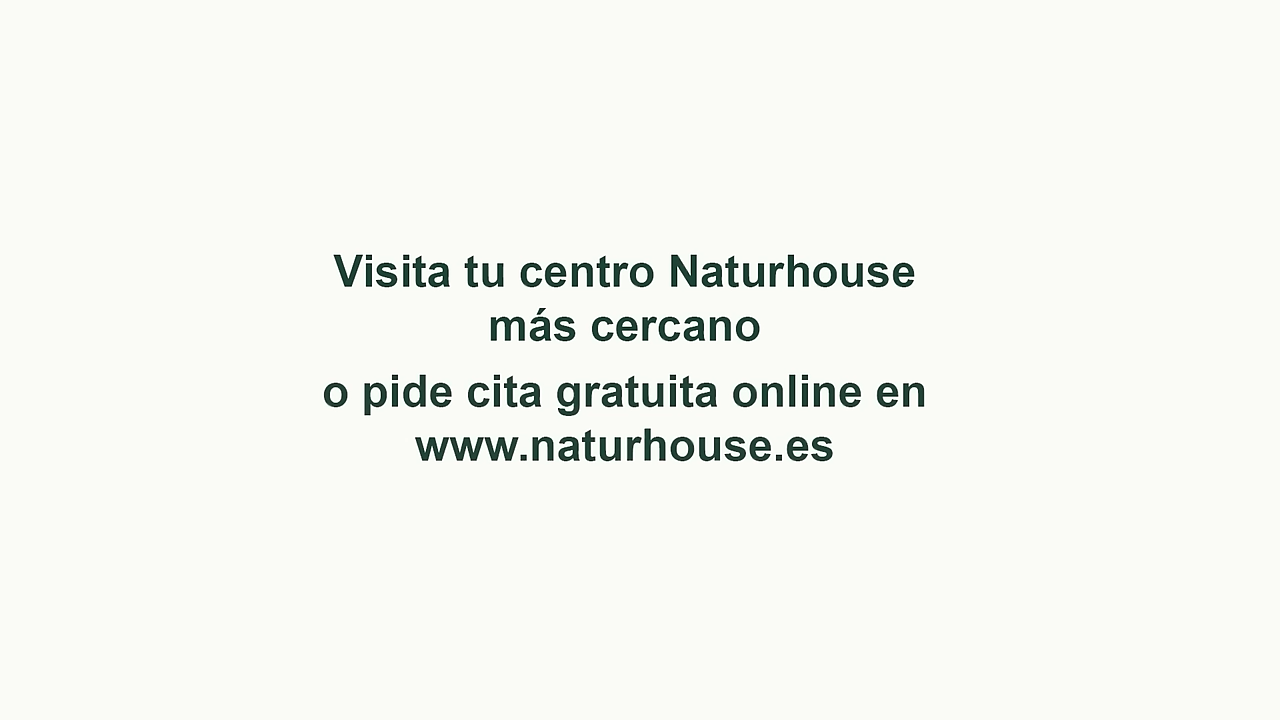 Visita tu centro Naturhouse
más cercano
o pide cita gratuita online en
www.naturhouse.es